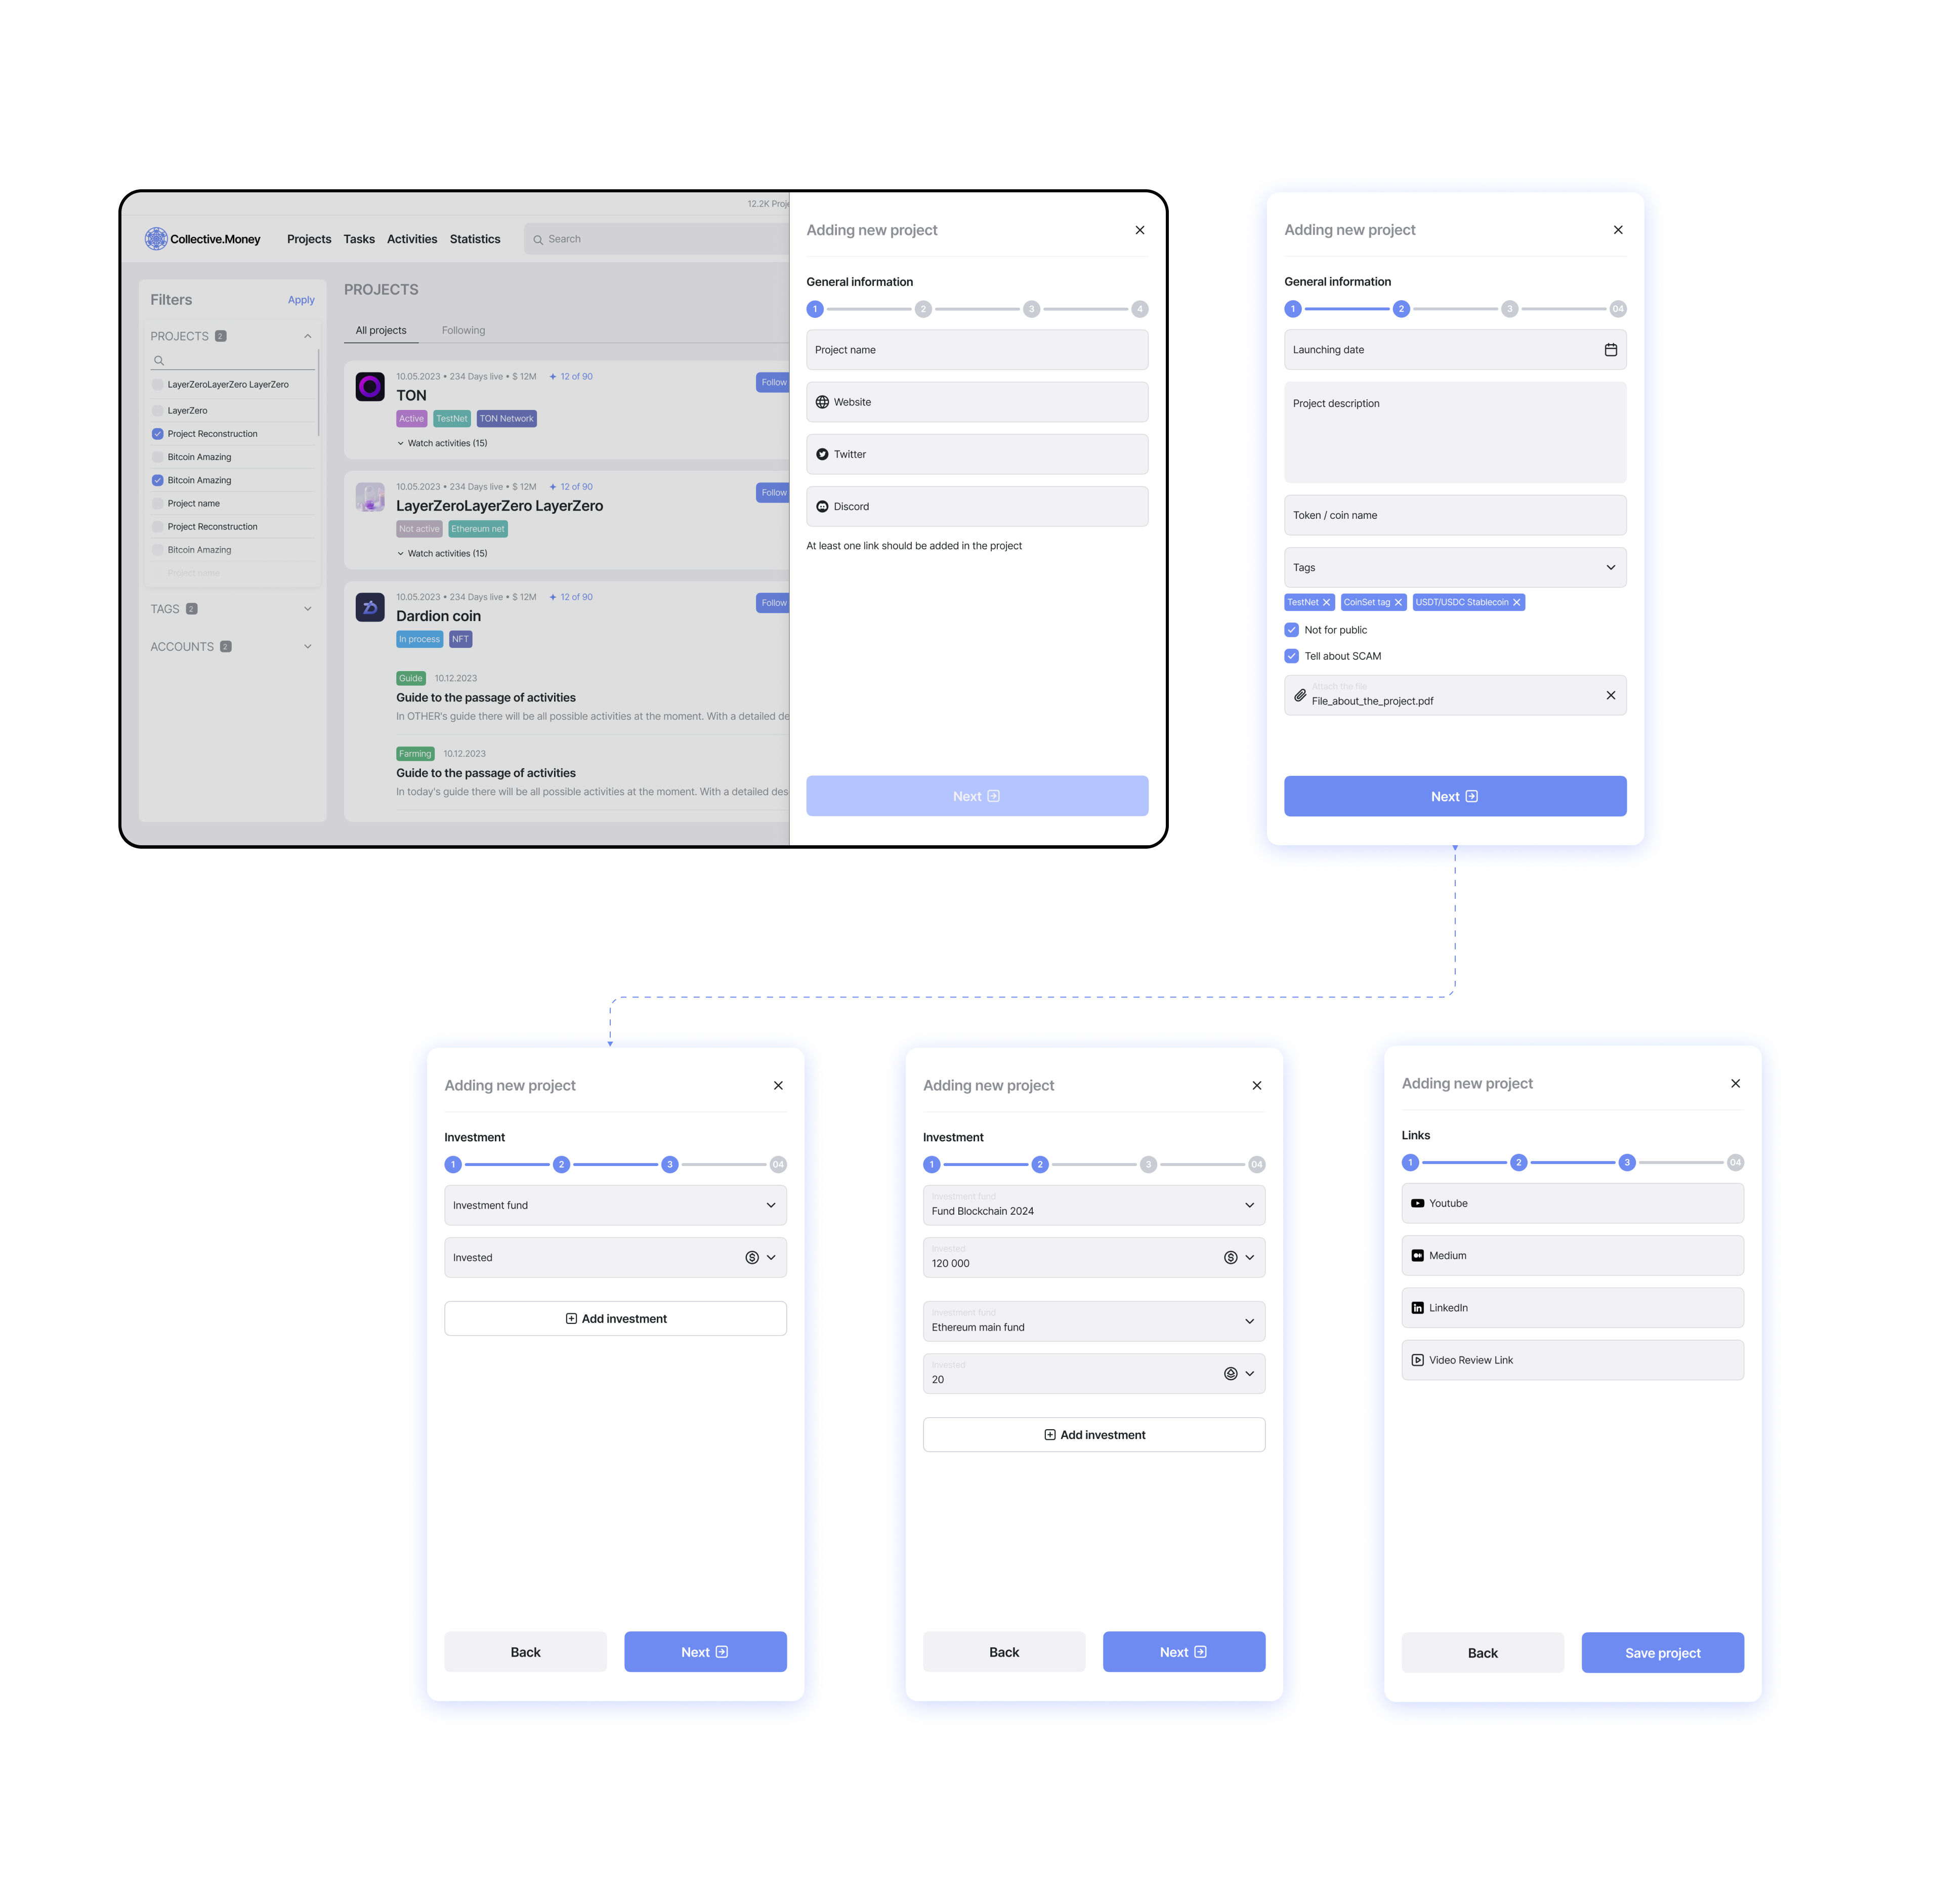 12.2K Proje
Collective.Money
Projects Tasks Activities Statistics
Search
Filters
Apply
PROJECTS 2
LayerZeroLayerZero LayerZero
LayerZero
Project Reconstruction
Bitcoin Amazing
Bitcoin Amazing
Project name
Project Reconstruction
Bitcoin Amazing
Project name
TAGS 2
ACCOUNTS 2
PROJECTS
All projects Following
10.05.2023 • 234 Days live • $ 12M 12 of 90
Follow
TON
Active TestNet TON Network
Watch activities (15)
10.05.2023 • 234 Days live • $ 12M 12 of 90
Follow
LayerZeroLayerZero LayerZero
Not active Ethereum net
Watch activities (15)
10.05.2023 • 234 Days live • $ 12M 12 of 90
Follow
Dardion coin
In process NFT
Guide 10.12.2023
Guide to the passage of activities
In OTHER's guide there will be all possible activities at the moment. With a detailed de
Farming 10.12.2023
Guide to the passage of activities
In today's guide there will be all possible activities at the moment. With a detailed des
Adding new project
General information
1 2 3 4
Project name
Website
Twitter
Discord
At least one link should be added in the project
Next
Adding new project
General information
1 2 3 04
Launching date
Project description
Token / coin name
Tags
TestNet CoinSet tag USDT/USDC Stablecoin
Not for public
Tell about SCAM
Attach the file
File_about_the_project.pdf
Next
Adding new project
Investment
1 2 3 04
Investment fund
Invested
Add investment
Back Next
Adding new project
Investment
1 2 3 04
Investment fund
Fund Blockchain 2024
Invested
120 000
Investment fund
Ethereum main fund
Invested
20
Add investment
Back Next
Adding new project
Links
1 2 3 04
Youtube
Medium
LinkedIn
Video Review Link
Back Save project